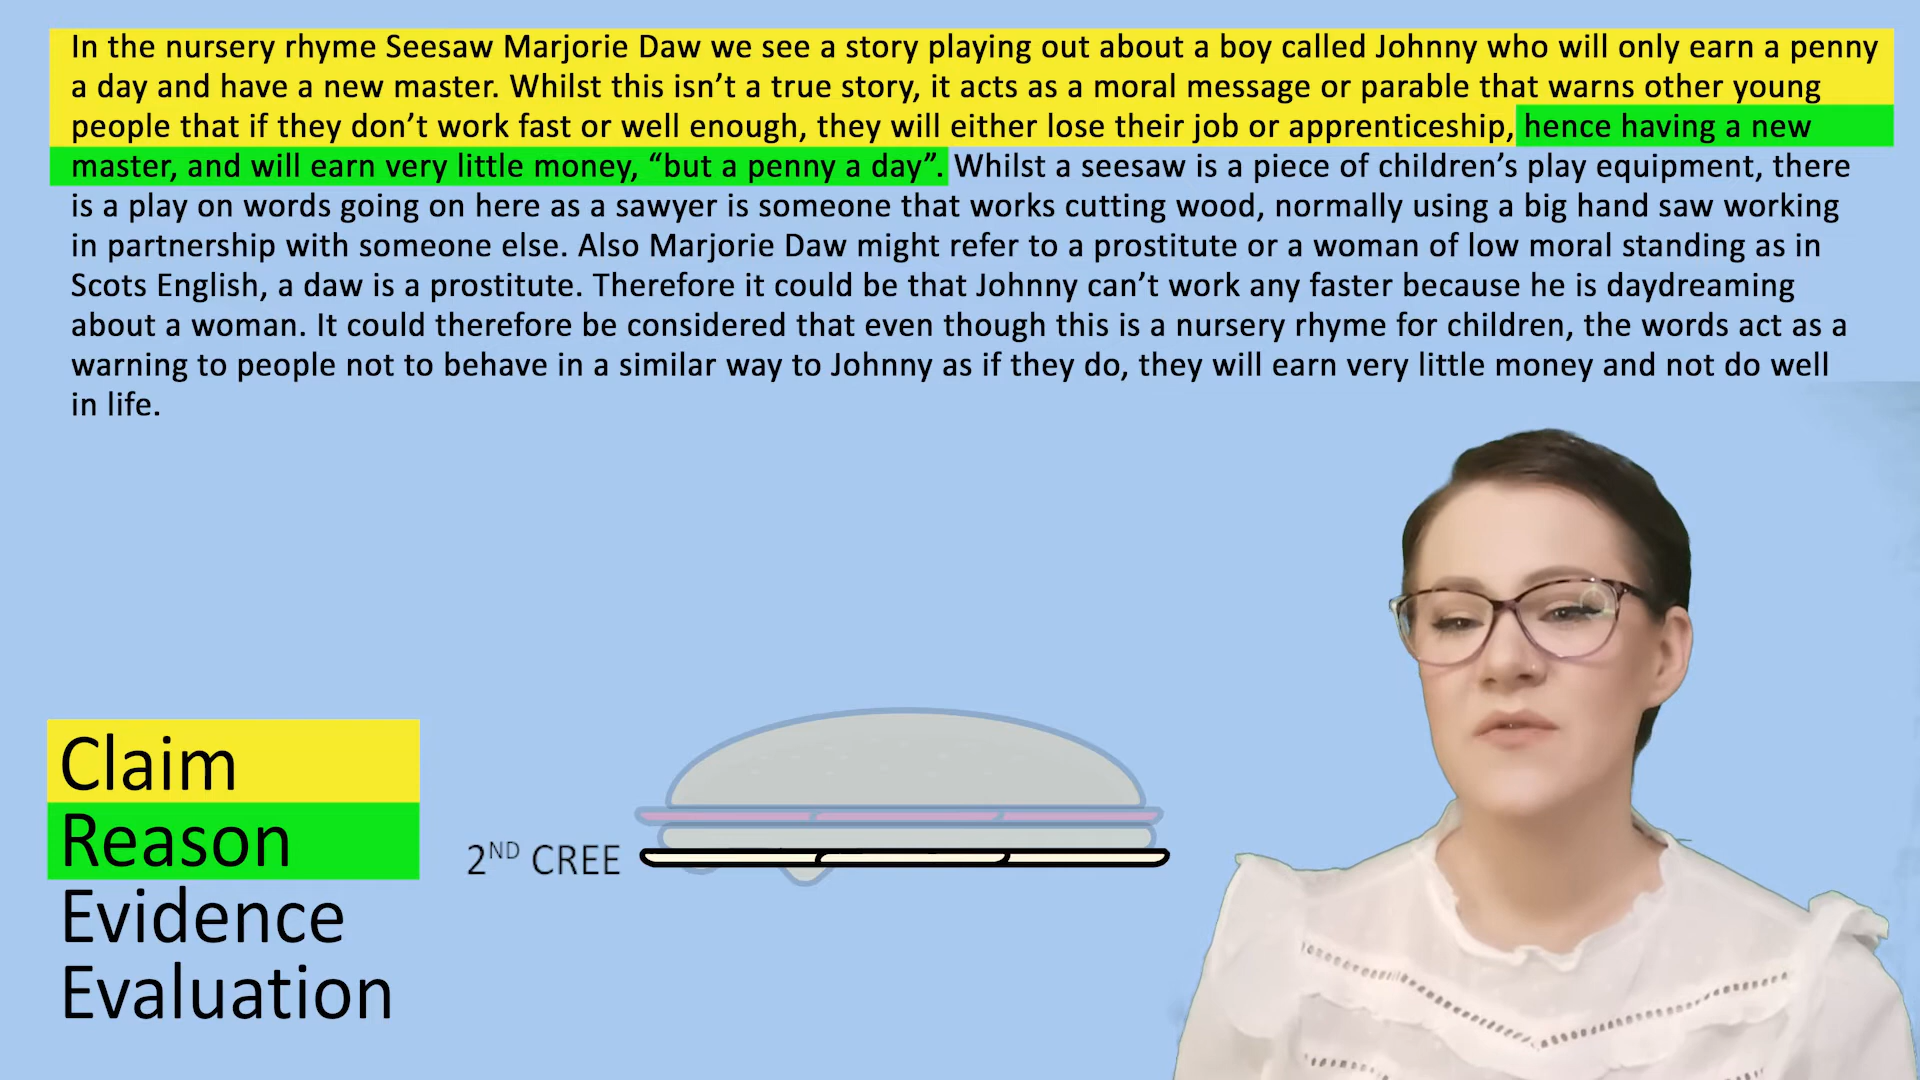 In the nursery rhyme Seesaw Marjorie Daw we see a story playing out about a boy called Johnny who will only earn a penny
a day and have a new master. Whilst this isn’t a true story, it acts as a moral message or parable that warns other young
people that if they don’t work fast or well enough, they will either lose their job or apprenticeship, hence having a new
master, and will earn very little money, “but a penny a day”. Whilst a seesaw is a piece of children’s play equipment, there
is a play on words going on here as a sawyer is someone that works cutting wood, normally using a big hand saw working
in partnership with someone else. Also Marjorie Daw might refer to a prostitute or a woman of low moral standing as in
Scots English, a daw is a prostitute. Therefore it could be that Johnny can’t work any faster because he is daydreaming
about a woman. It could therefore be considered that even though this is a nursery rhyme for children, the words act as a
warning to people not to behave in a similar way to Johnny as if they do, they will earn very little money and not do well
in life.
Claim
Reason
Evidence
Evaluation
2ND CREE